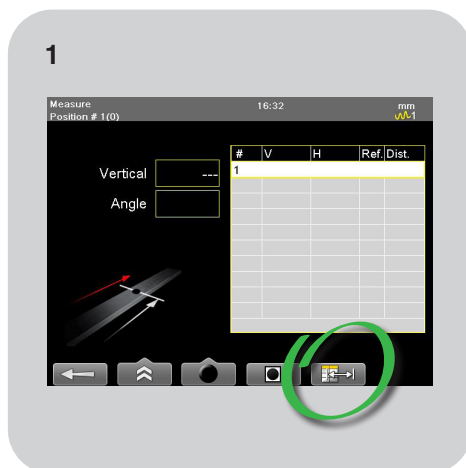 1
Measure 16:32 mm
Position # 1(0) 1
# V H Ref. Dist.
Vertical --- 1
Angle